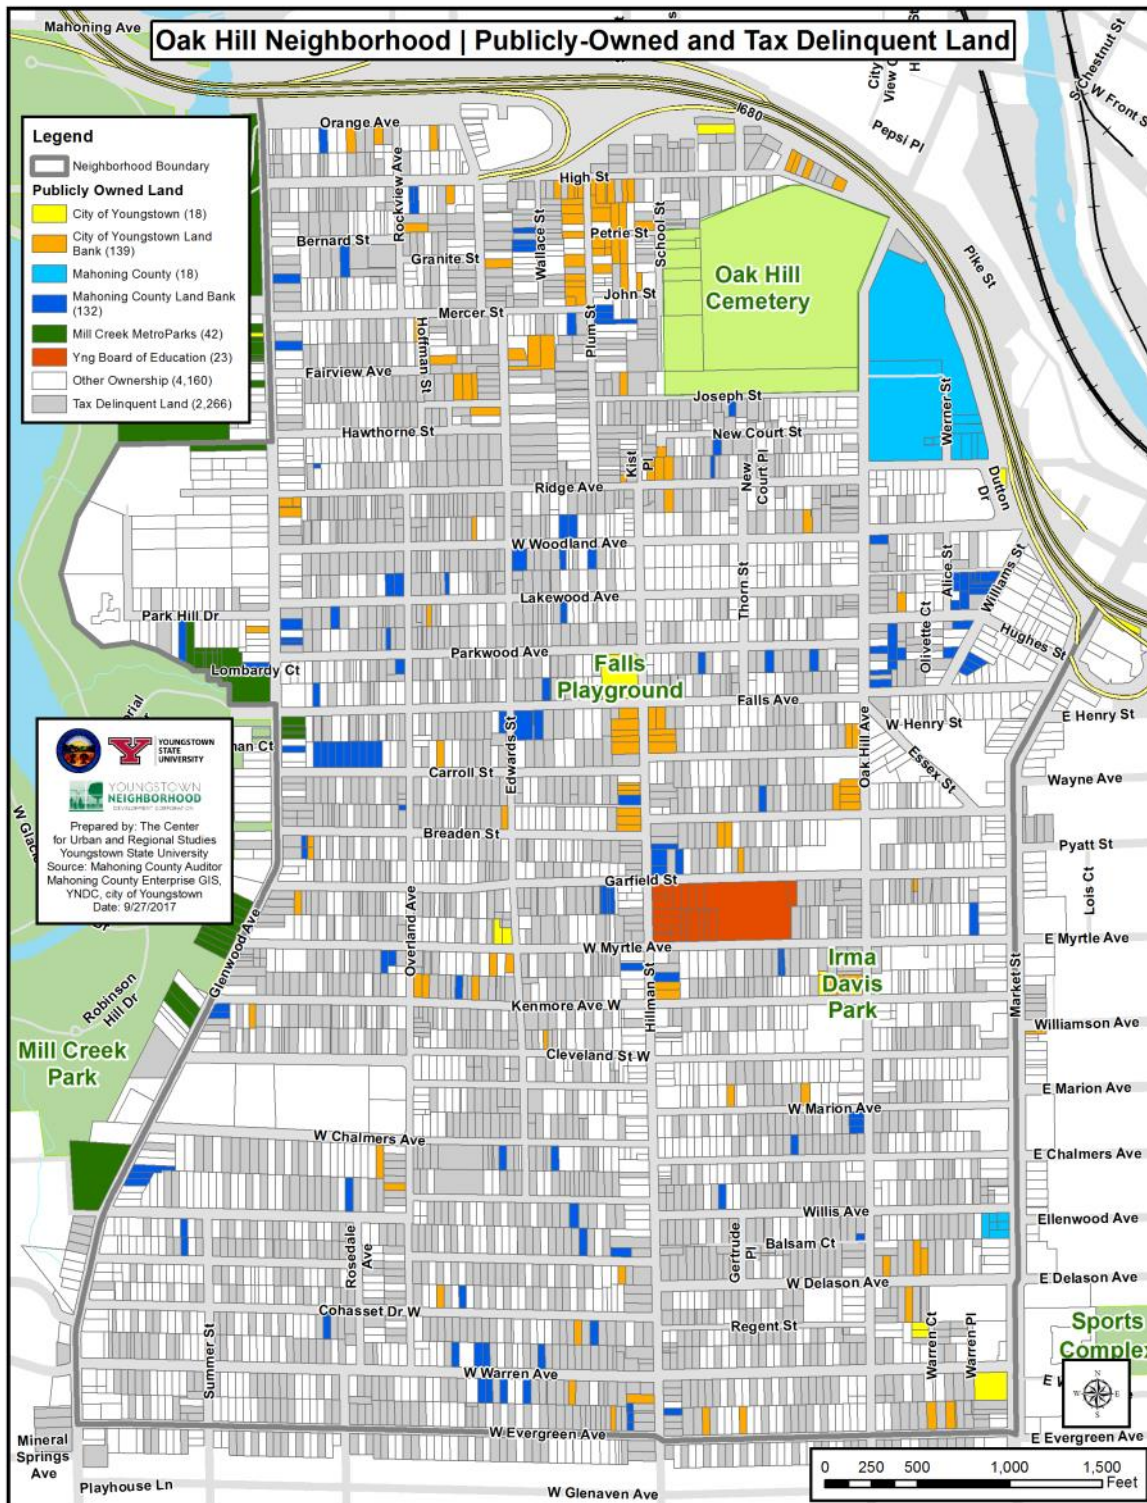 Oak Hill Neighborhood | Publicly-Owned and Tax Delinquent Land
Mahoning Ave
S Chestnut St
W Front S
City
View C
Pepsi Pl
I680
Pike St
Legend
Neighborhood Boundary
Publicly Owned Land
City of Youngstown (18)
City of Youngstown Land
Bank (139)
Mahoning County (18)
Mahoning County Land Bank
(132)
Mill Creek MetroParks (42)
Yng Board of Education (23)
Other Ownership (4,160)
Tax Delinquent Land (2,266)
Orange Ave
Rockview Ave
High St
Bernard St
Granite St
Wallace St
Petrie St
School St
John St
Mercer St
Plum St
Hoffman St
Fairview Ave
Hawthorne St
Oak Hill
Cemetery
Joseph St
New Court St
Werner St
Kist
Pl
New
Court Pl
Ridge Ave
Dutton
Dr
W Woodland Ave
Lakewood Ave
Thorn St
Alice St
Williams St
Olivette Ct
Hughes St
Park Hill Dr
Lombardy Ct
Parkwood Ave
Falls
Playground
Falls Ave
W Henry St
E Henry St
Edwards St
Oak Hill Ave
Essex St
Carroll St
Wayne Ave
Breaden St
Pyatt St
Garfield St
Lois Ct
orial
man Ct
W Glacie
YOUNGSTOWN
STATE
UNIVERSITY
YOUNGSTOWN
NEIGHBORHOOD
DEVELOPMENT CORPORATION
Prepared by: The Center
for Urban and Regional Studies
Youngstown State University
Source: Mahoning County Auditor
Mahoning County Enterprise GIS,
YNDC, city of Youngstown
Date: 9/27/2017
Glenwood Ave
Overland Ave
W Myrtle Ave
E Myrtle Ave
Hillman St
Market St
Irma
Davis
Park
Robinson
Hill Dr
Kenmore Ave W
Williamson Ave
Mill Creek
Park
Cleveland St W
E Marion Ave
W Marion Ave
W Chalmers Ave
E Chalmers Ave
Willis Ave
Ellenwood Ave
Rosedale
Ave
Gertrude
Pl
Balsam Ct
W Delason Ave
E Delason Ave
Cohasset Dr W
Regent St
Warren Ct
Warren Pl
Sports
Complex
Summer St
W Warren Ave
E W
N
W
E
S
W Evergreen Ave
E Evergreen Ave
Mineral
Springs
Ave
Playhouse Ln
W Glenaven Ave
0 250 500 1,000 1,500
Feet